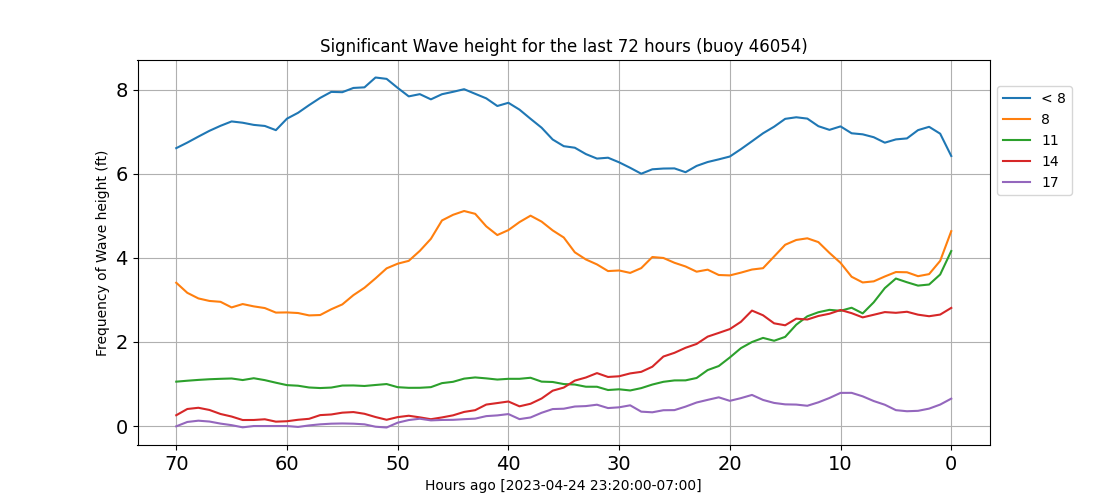 Significant Wave height for the last 72 hours (buoy 46054)
Frequency of Wave height (ft)
8
6
4
2
0
70 60 50 40 30 20 10 0
Hours ago [2023-04-24 23:20:00-07:00]
< 8
8
11
14
17